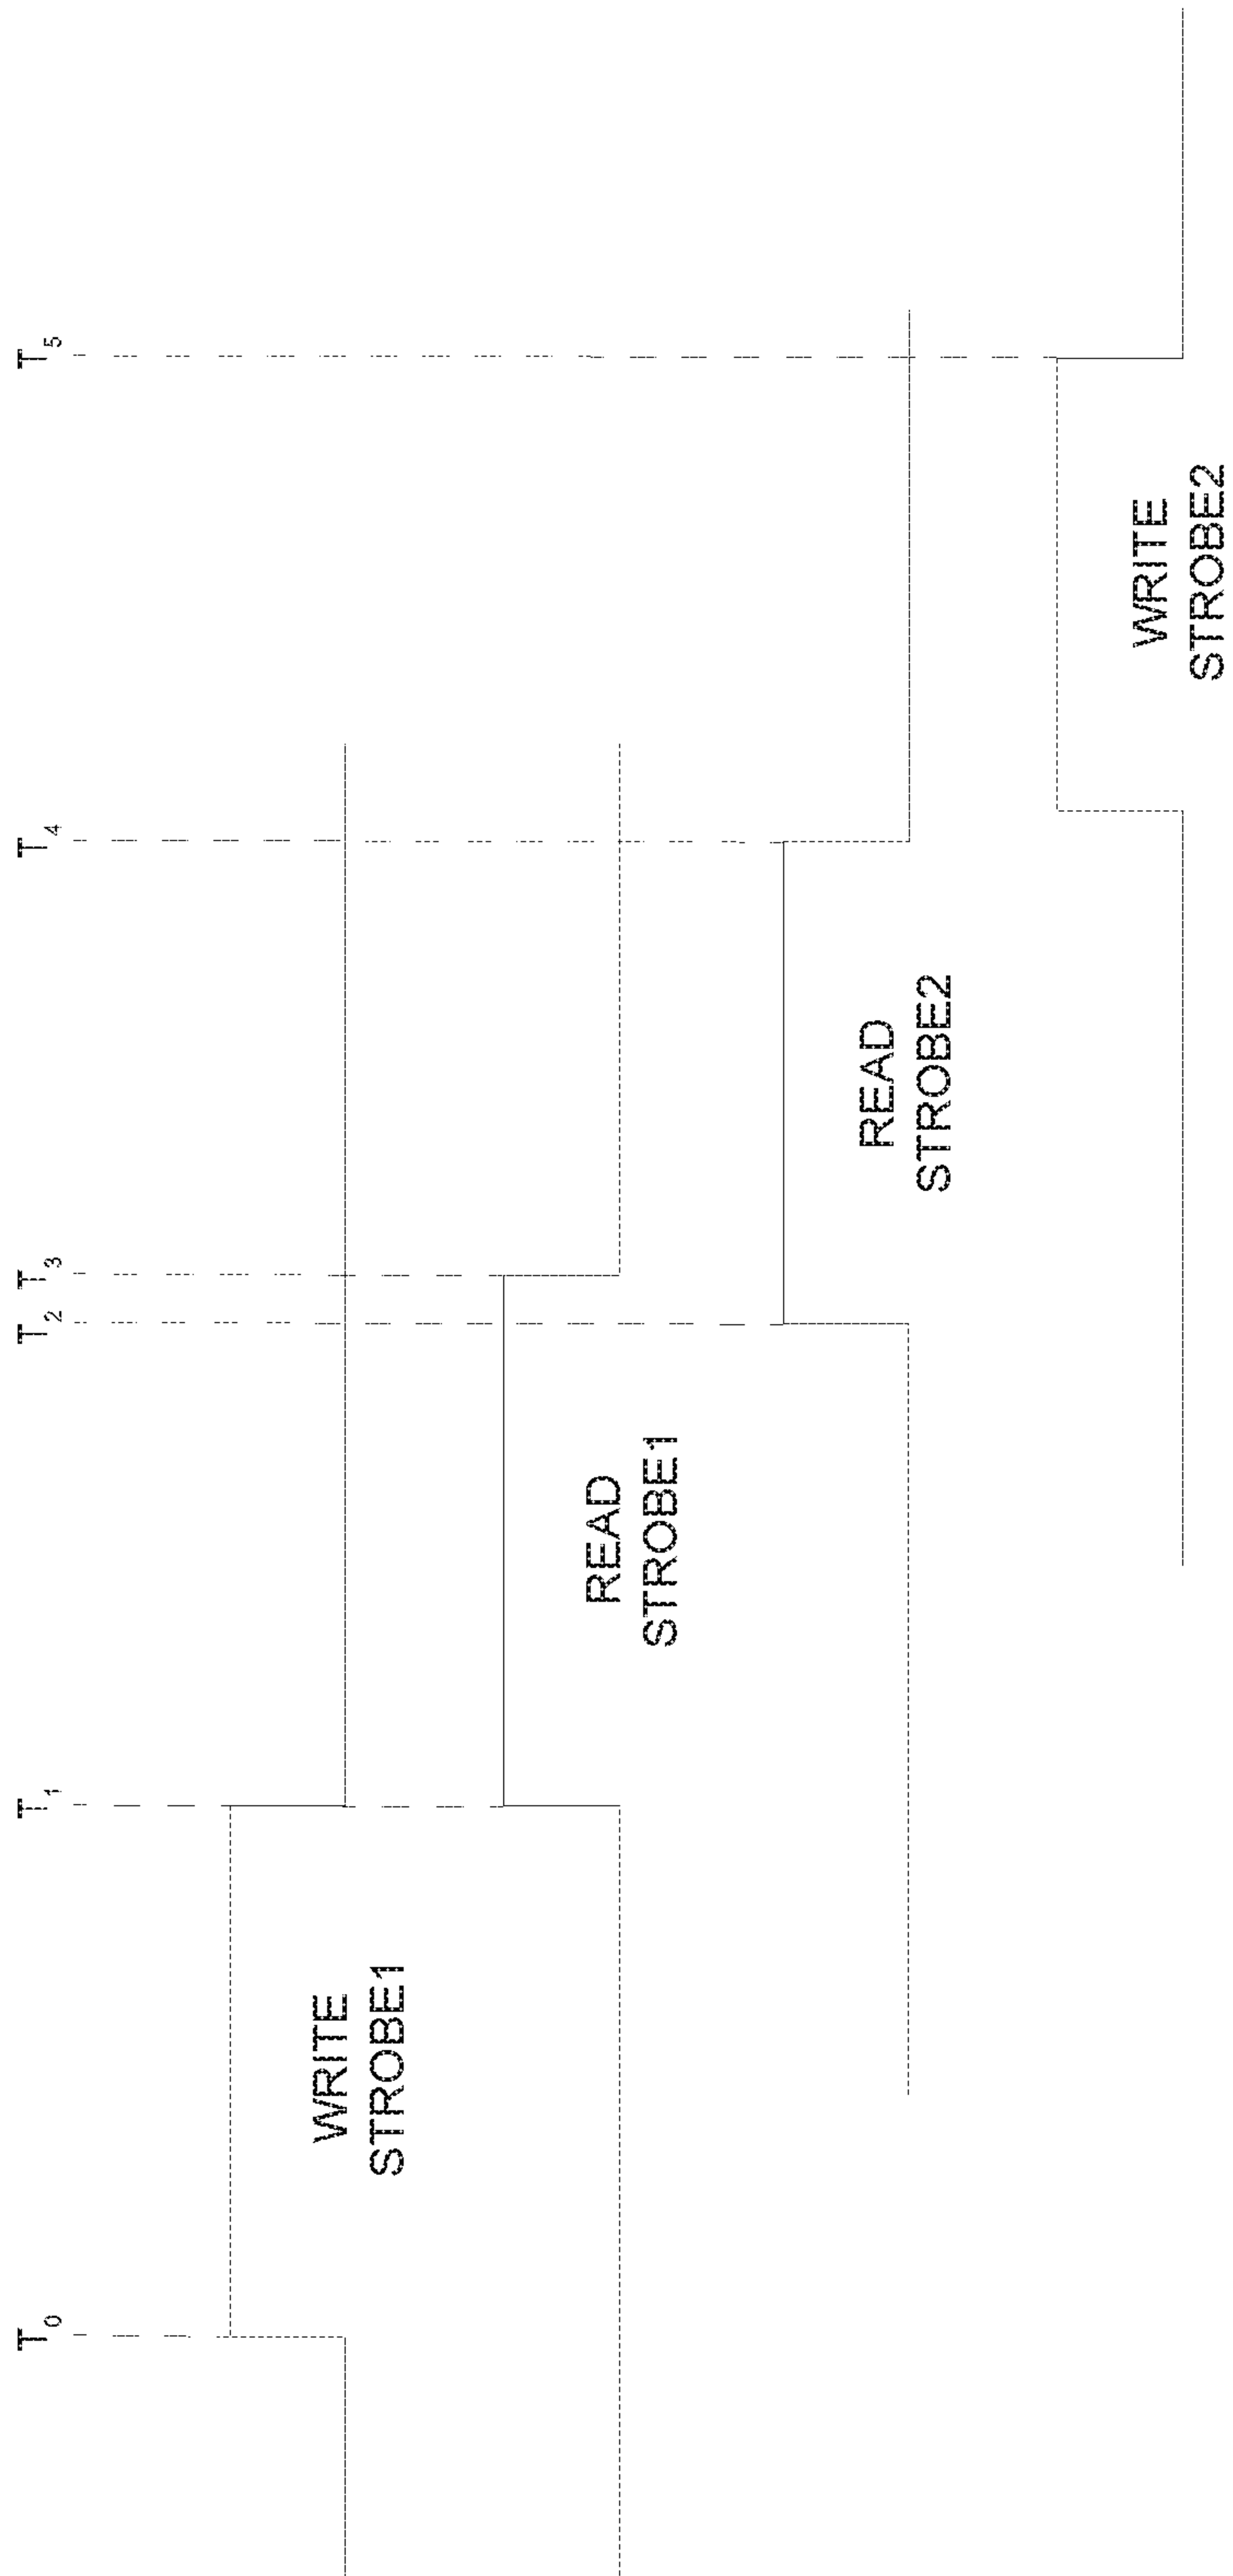 T0
T1
T2
T3
T4
T5
WRITE
STROBE1
READ
STROBE1
READ
STROBE2
WRITE
STROBE2